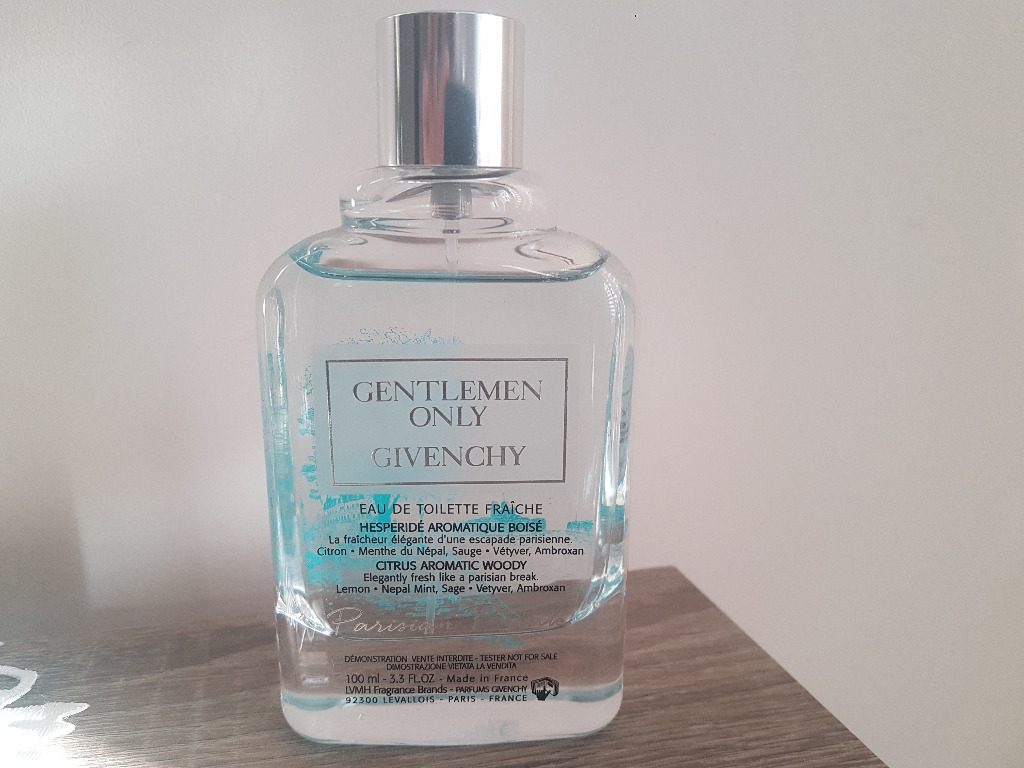 GENTLEMEN
ONLY
GIVENCHY
EAU DE TOILETTE FRAÎCHE
HESPERIDÉ AROMATIQUE BOISÉ
La fraîcheur élégante d'une escapade parisienne.
Citron • Menthe du Népal, Sauge • Vétyver, Ambroxan
CITRUS AROMATIC WOODY
Elegantly fresh like a parisian break.
Lemon • Nepal Mint, Sage • Vetyver, Ambroxan
Parisian
DÉMONSTRATION VENTE INTERDITE - TESTER NOT FOR SALE
DIMOSTRAZIONE VIETATA LA VENDITA
100 ml - 3.3 FL.OZ - Made in France
LVMH Fragrance Brands - PARFUMS GIVENCHY
92300 LEVALLOIS - PARIS - FRANCE